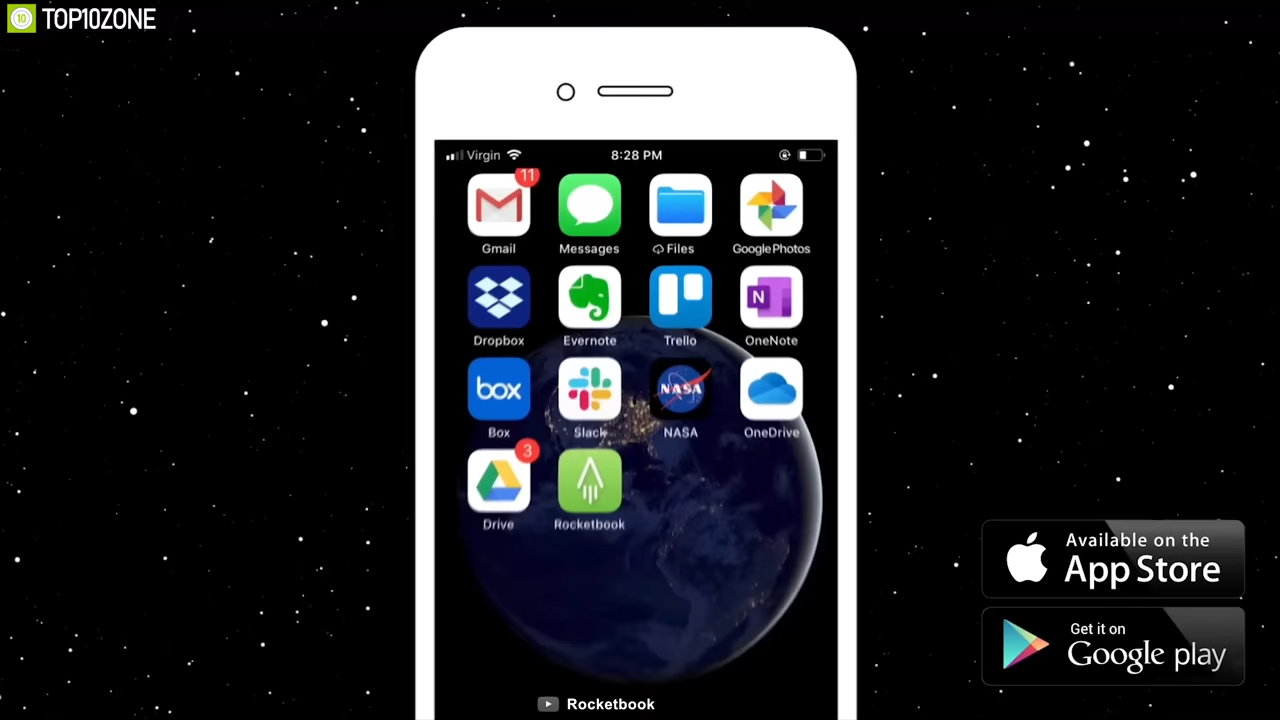 10 TOP10ZONE
Virgin 8:28 PM
11
Gmail Messages Files Google Photos
N
Dropbox Evernote Trello OneNote
box NASA
Box Slack NASA OneDrive
3
Drive Rocketbook
Available on the
App Store
Get it on
Google play
Rocketbook